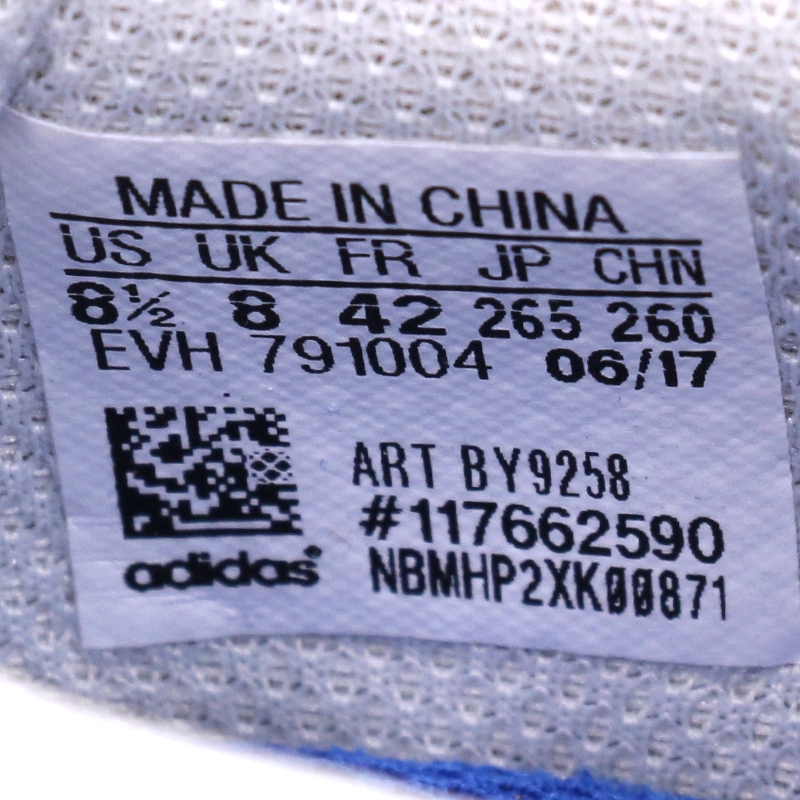 MADE IN CHINA
US UK FR JP CHN
8½ 8 42 265 260
EVH 791004 06/17
ART BY9258
#117662590
adidas® NBMHP2XK00871